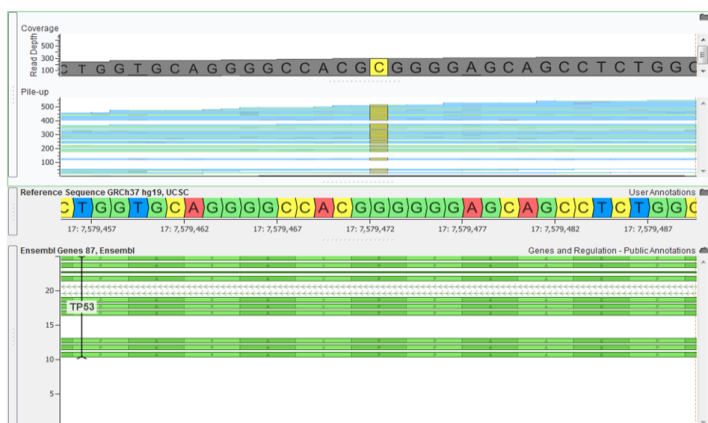 Coverage
Read Depth
500
300
100
CTGGTGCAGGGGCCACGCGGGGAGCAGCCTCTGGC
Pile-up
500
400
300
200
100
Reference Sequence GRCh37 hg19, UCSC User Annotations
CTGGTGCAGGGGCCACGGGGGGAGCAGCCTCTGGC
17: 7,579,457 17: 7,579,462 17: 7,579,467 17: 7,579,472 17: 7,579,477 17: 7,579,482 17: 7,579,487
Ensembl Genes 87, Ensembl Genes and Regulation - Public Annotations
20
TP53
15
10
5